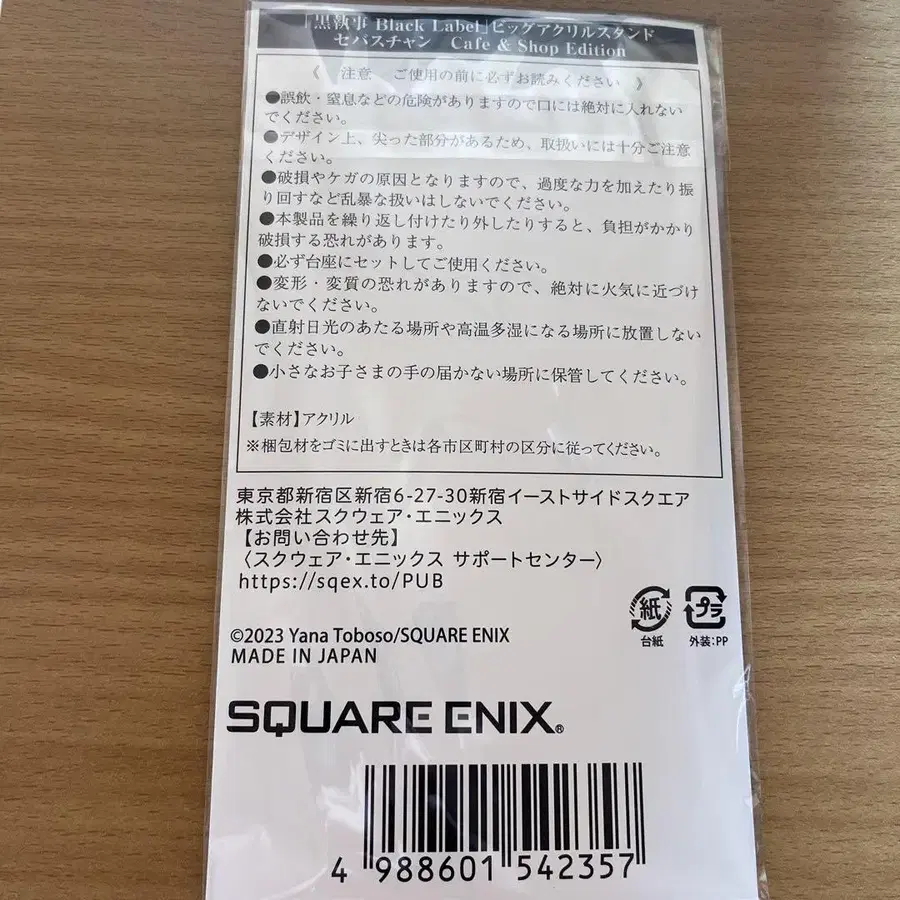 「黒執事 Black Label」ビッグアクリルスタンド
セバスチャン Cafe & Shop Edition
《 注意 ご使用の前に必ずお読みください 》
●誤飲・窒息などの危険がありますので口には絶対に入れない
でください。
●デザイン上、尖った部分があるため、取扱いには十分ご注意
ください。
●破損やケガの原因となりますので、過度な力を加えたり振
り回すなど乱暴な扱いはしないでください。
●本製品を繰り返し付けたり外したりすると、負担がかかり
破損する恐れがあります。
●必ず台座にセットしてご使用ください。
●変形・変質の恐れがありますので、絶対に火気に近づけ
ないでください。
●直射日光のあたる場所や高温多湿になる場所に放置しない
でください。
●小さなお子さまの手の届かない場所に保管してください。
【素材】アクリル
※梱包材をゴミに出すときは各市区町村の区分に従ってください。
東京都新宿区新宿6-27-30新宿イーストサイドスクエア
株式会社スクウェア・エニックス
【お問い合わせ先】
〈スクウェア・エニックス サポートセンター〉
https://sqex.to/PUB
紙 プラ
台紙 外装:PP
©2023 Yana Toboso/SQUARE ENIX
MADE IN JAPAN
SQUARE ENIX®
4 988601 542357